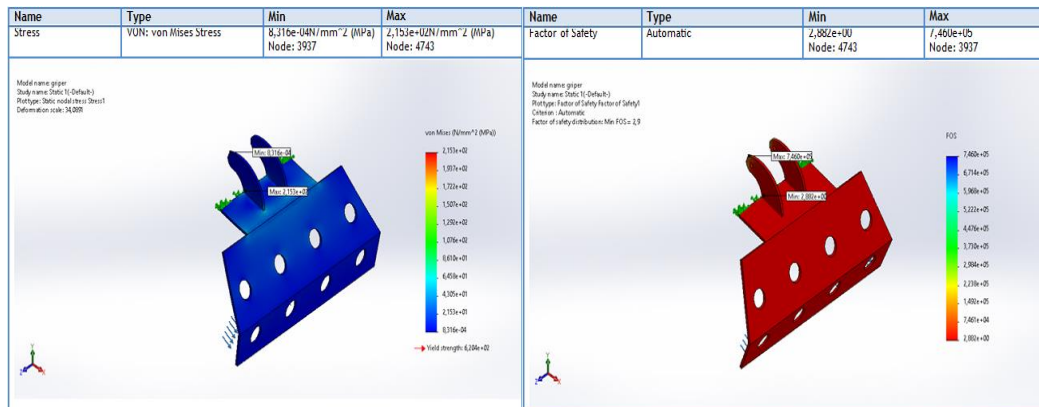 Name Type Min Max
Stress VON: von Mises Stress 8,316e-04N/mm^2 (MPa) 2,153e+02N/mm^2 (MPa)
Node: 3937 Node: 4743
Model name: griper
Study name: Static 1(-Default-)
Plot type: Static nodal stress Stress1
Deformation scale: 34,0891
von Mises (N/mm^2 (MPa))
2,153e+02
1,937e+02
1,722e+02
1,507e+02
1,292e+02
1,076e+02
8,610e+01
6,458e+01
4,305e+01
2,153e+01
8,316e-04
Yield strength: 6,204e+02
Min: 8,316e-04
Max: 2,153e+02
Y
X
Z
Name Type Min Max
Factor of Safety Automatic 2,882e+00 7,460e+05
Node: 4743 Node: 3937
Model name: griper
Study name: Static 1(-Default-)
Plot type: Factor of Safety Factor of Safety1
Criterion : Automatic
Factor of safety distribution: Min FOS = 2,9
FOS
7,460e+05
6,714e+05
5,968e+05
5,222e+05
4,476e+05
3,730e+05
2,984e+05
2,238e+05
1,492e+05
7,461e+04
2,882e+00
Max: 7,460e+05
Min: 2,882e+00
Y
X
Z